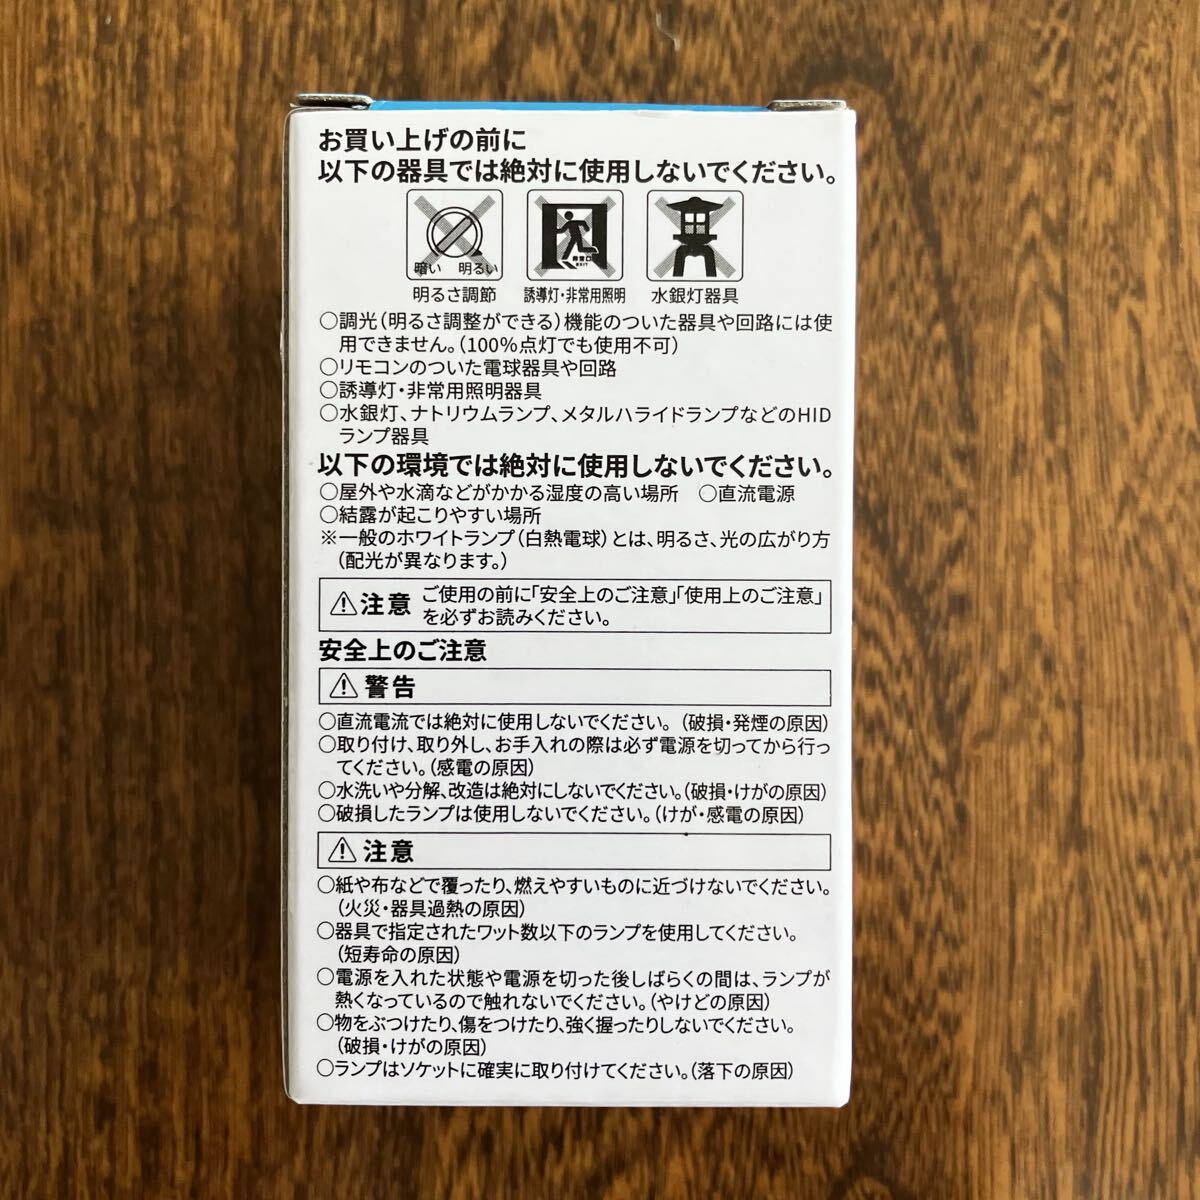 お買い上げの前に
以下の器具では絶対に使用しないでください。
暗い 明るい
非常口
EXIT
明るさ調節 誘導灯・非常用照明 水銀灯器具
○調光（明るさ調整ができる）機能のついた器具や回路には使
用できません。（100%点灯でも使用不可）
○リモコンのついた電球器具や回路
○誘導灯・非常用照明器具
○水銀灯、ナトリウムランプ、メタルハライドランプなどのHID
ランプ器具
以下の環境では絶対に使用しないでください。
○屋外や水滴などがかかる湿度の高い場所 ○直流電源
○結露が起こりやすい場所
※一般のホワイトランプ（白熱電球）とは、明るさ、光の広がり方
（配光が異なります。）
⚠注意 ご使用の前に「安全上のご注意」「使用上のご注意」
を必ずお読みください。
安全上のご注意
⚠警告
○直流電流では絶対に使用しないでください。（破損・発煙の原因）
○取り付け、取り外し、お手入れの際は必ず電源を切ってから行っ
てください。（感電の原因）
○水洗いや分解、改造は絶対にしないでください。（破損・けがの原因）
○破損したランプは使用しないでください。（けが・感電の原因）
⚠注意
○紙や布などで覆ったり、燃えやすいものに近づけないでください。
（火災・器具過熱の原因）
○器具で指定されたワット数以下のランプを使用してください。
（短寿命の原因）
○電源を入れた状態や電源を切った後しばらくの間は、ランプが
熱くなっているので触れないでください。（やけどの原因）
○物をぶつけたり、傷をつけたり、強く握ったりしないでください。
（破損・けがの原因）
○ランプはソケットに確実に取り付けてください。（落下の原因）